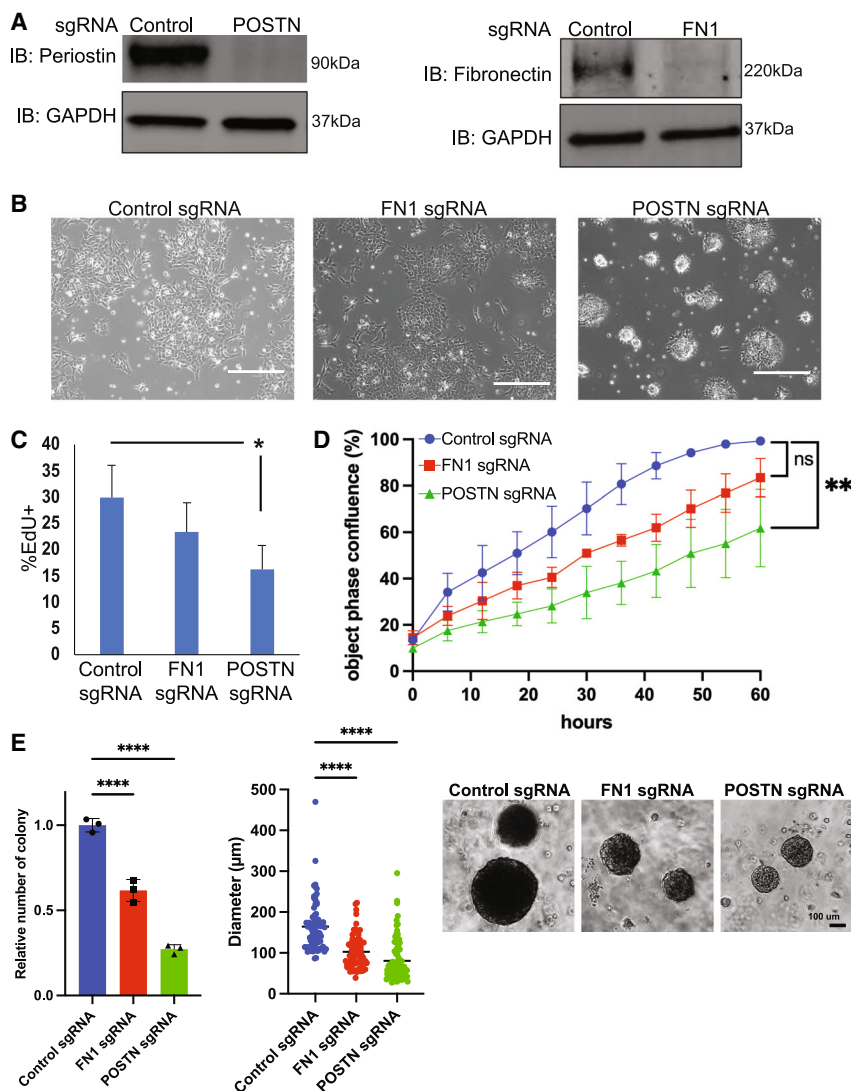 A
sgRNA Control POSTN
IB: Periostin
90kDa
IB: GAPDH
37kDa
sgRNA Control FN1
IB: Fibronectin
220kDa
IB: GAPDH
37kDa
B
Control sgRNA FN1 sgRNA POSTN sgRNA
C
%EdU+
40
35
30
25
20
15
10
5
0
*
Control sgRNA
FN1 sgRNA
POSTN sgRNA
D
object phase confluence (%)
100
80
60
40
20
0
Control sgRNA
FN1 sgRNA
POSTN sgRNA
ns
**
0 10 20 30 40 50 60
hours
E
Relative number of colony
1.0
0.5
0.0
****
****
Control sgRNA
FN1 sgRNA
POSTN sgRNA
Diameter (µm)
500
400
300
200
100
0
****
****
Control sgRNA
FN1 sgRNA
POSTN sgRNA
Control sgRNA FN1 sgRNA POSTN sgRNA
100 um